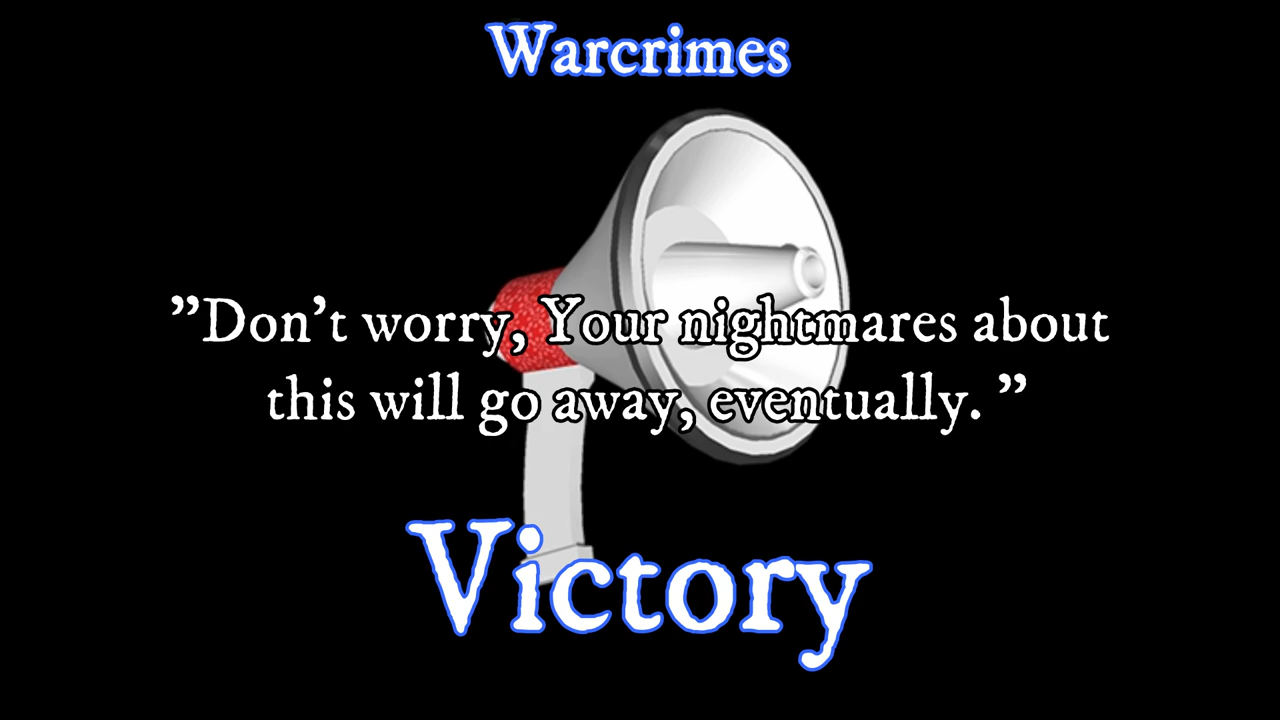 Warcrimes
”Don’t worry, Your nightmares about
this will go away, eventually. ”
Victory